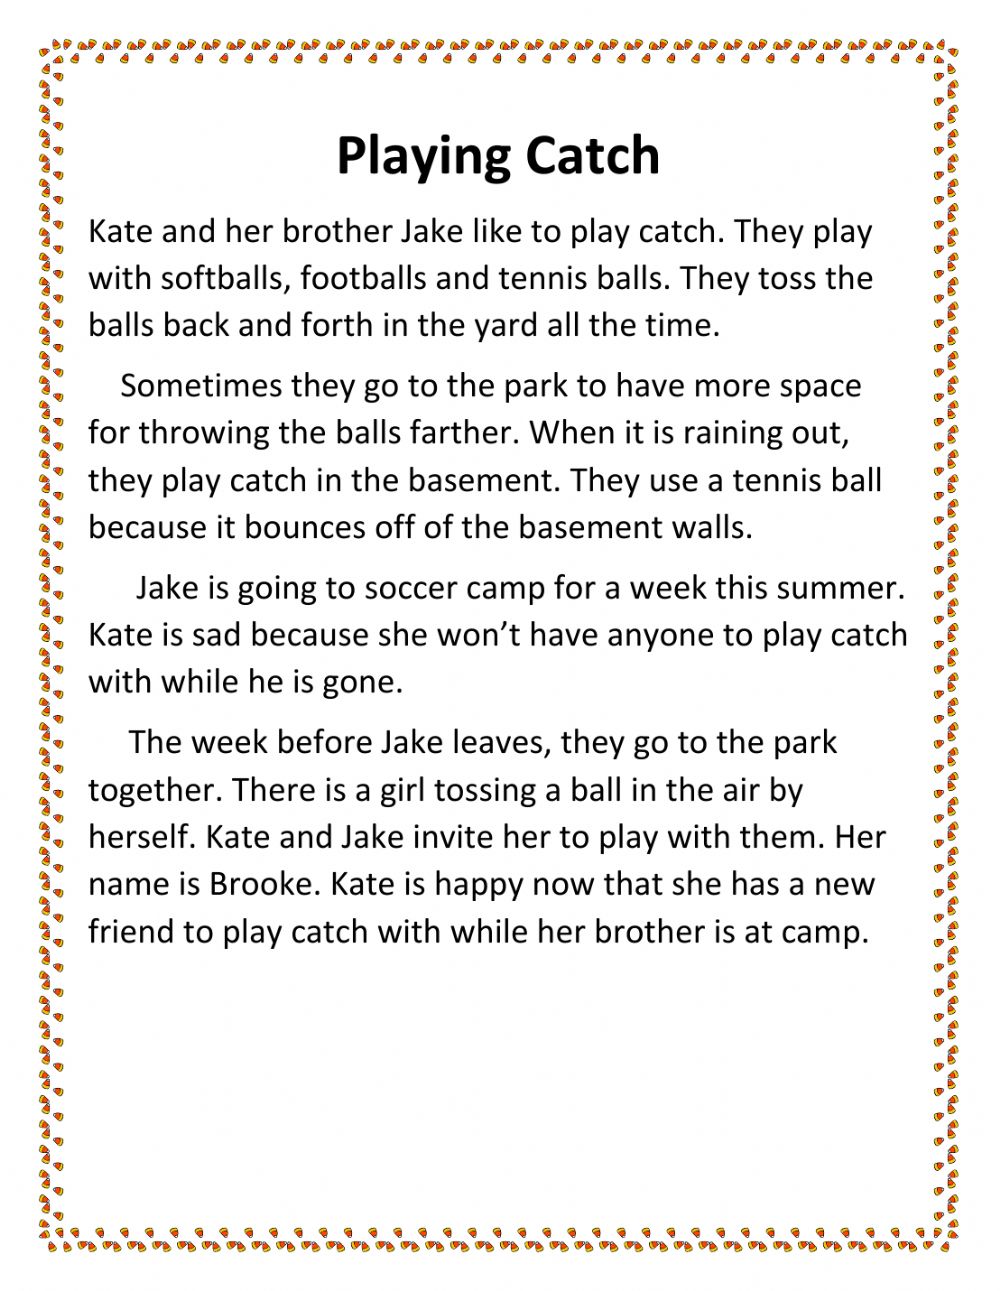 Playing Catch
Kate and her brother Jake like to play catch. They play
with softballs, footballs and tennis balls. They toss the
balls back and forth in the yard all the time.
Sometimes they go to the park to have more space
for throwing the balls farther. When it is raining out,
they play catch in the basement. They use a tennis ball
because it bounces off of the basement walls.
Jake is going to soccer camp for a week this summer.
Kate is sad because she won’t have anyone to play catch
with while he is gone.
The week before Jake leaves, they go to the park
together. There is a girl tossing a ball in the air by
herself. Kate and Jake invite her to play with them. Her
name is Brooke. Kate is happy now that she has a new
friend to play catch with while her brother is at camp.